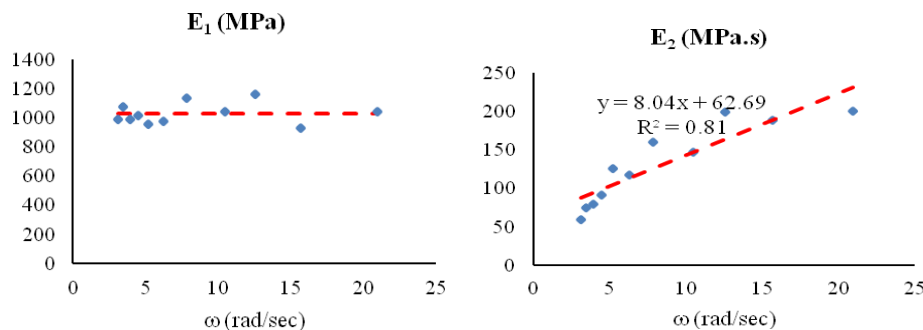 E₁ (MPa)
1400
1200
1000
800
600
400
200
0
0 5 10 15 20 25
ω (rad/sec)
E₂ (MPa.s)
250
200
150
100
50
0
y = 8.04x + 62.69
R² = 0.81
0 5 10 15 20 25
ω (rad/sec)